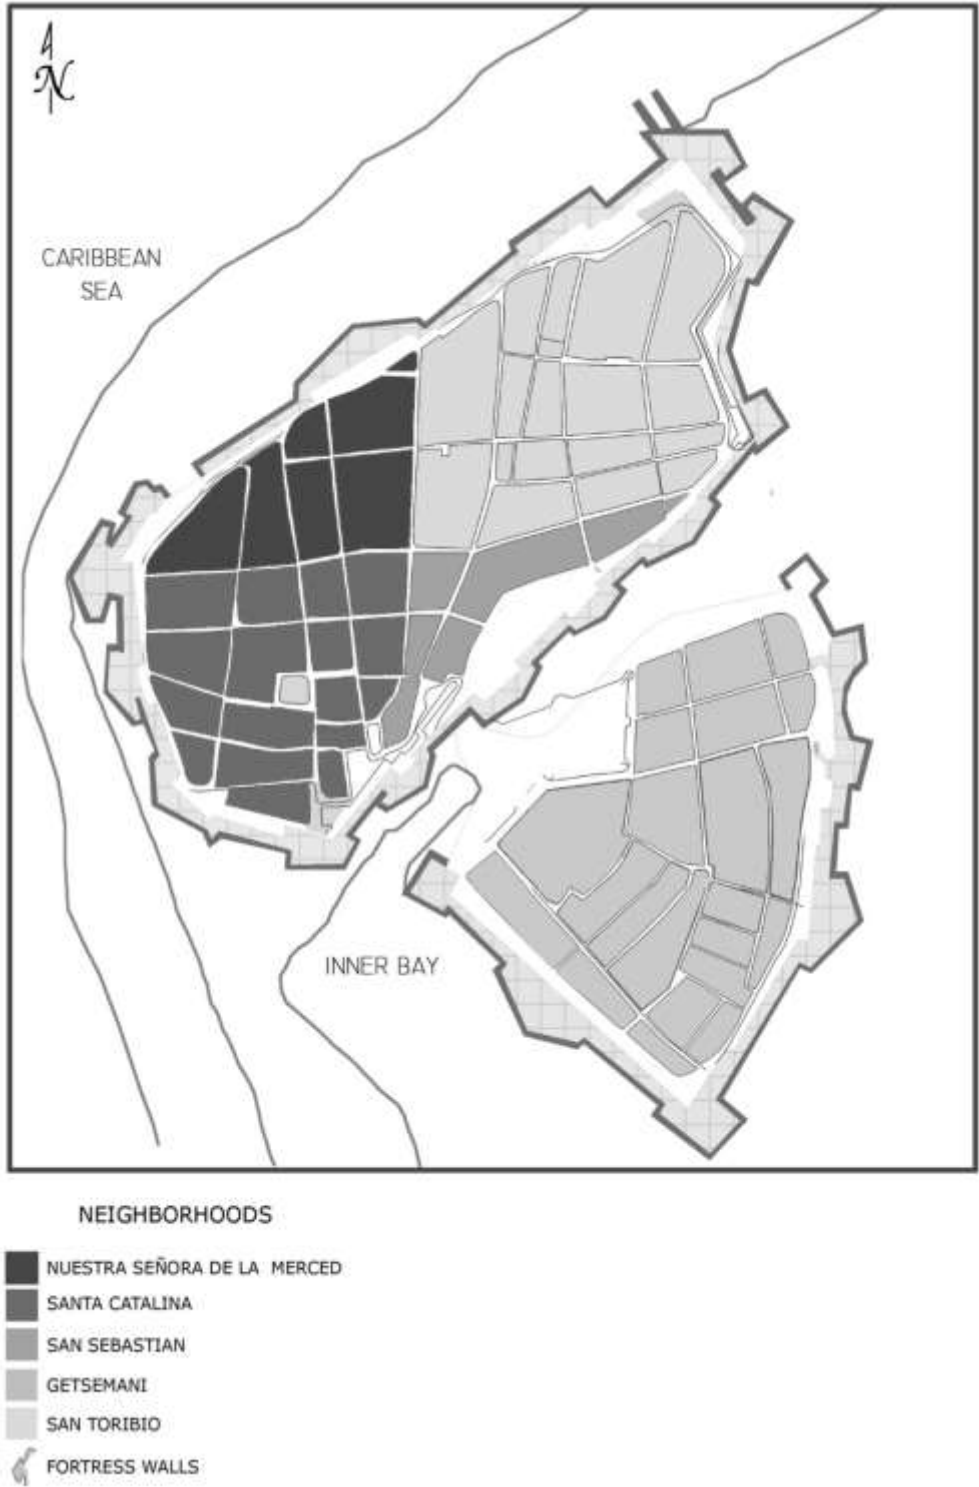 N
CARIBBEAN
SEA
INNER BAY
NEIGHBORHOODS
NUESTRA SEÑORA DE LA MERCED
SANTA CATALINA
SAN SEBASTIAN
GETSEMANI
SAN TORIBIO
FORTRESS WALLS